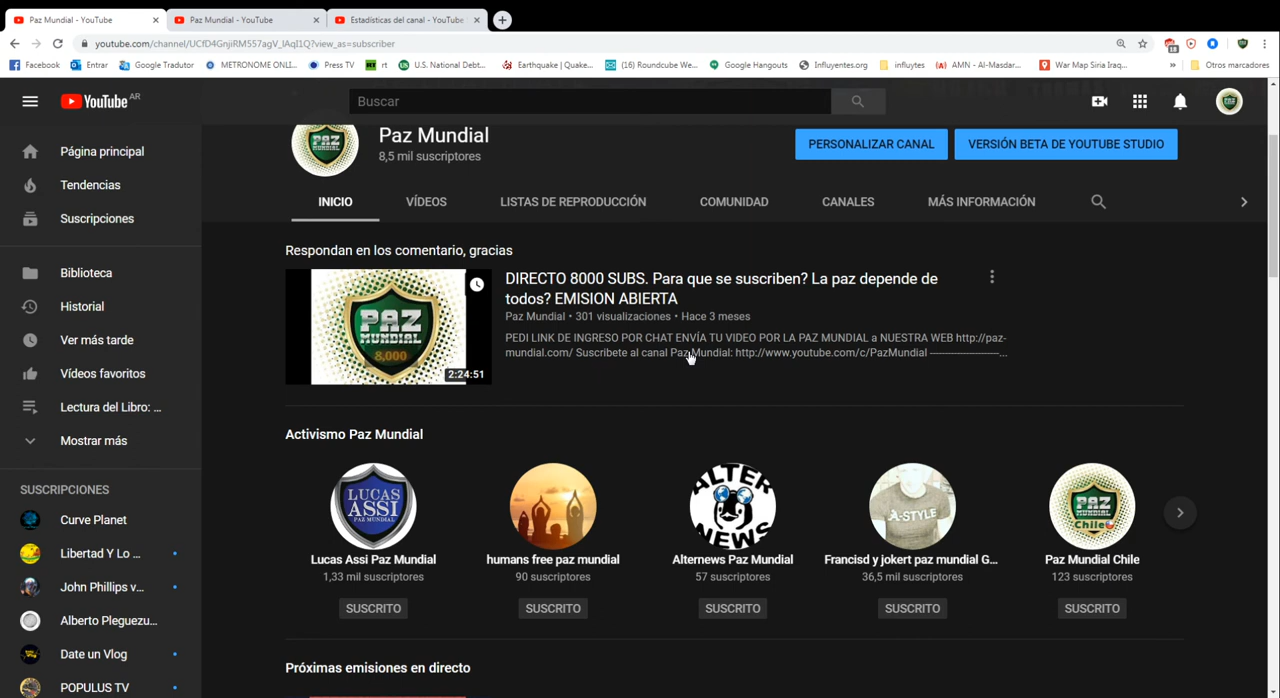 Paz Mundial - YouTube
Paz Mundial - YouTube
Estadísticas del canal - YouTube
youtube.com/channel/UCfD4GnjiRM557agV_lAqI1Q?view_as=subscriber
Facebook
Entrar
Google Tradutor
METRONOME ONLI...
Press TV
rt
U.S. National Debt...
Earthquake | Quake...
(16) Roundcube We...
Google Hangouts
Influyentes.org
influytes
AMN - Al-Masdar...
War Map Siria Iraq...
»
Otros marcadores
YouTube AR
Buscar
Página principal
Tendencias
Suscripciones
Biblioteca
Historial
Ver más tarde
Vídeos favoritos
Lectura del Libro: ...
Mostrar más
SUSCRIPCIONES
Curve Planet
Libertad Y Lo ...
John Phillips v...
Alberto Pleguezu...
Date un Vlog
POPULUS TV
PAZ
MUNDIAL
Paz Mundial
8,5 mil suscriptores
PERSONALIZAR CANAL
VERSIÓN BETA DE YOUTUBE STUDIO
INICIO
VÍDEOS
LISTAS DE REPRODUCCIÓN
COMUNIDAD
CANALES
MÁS INFORMACIÓN
Respondan en los comentario, gracias
PAZ
MUNDIAL
8,000
2:24:51
DIRECTO 8000 SUBS. Para que se suscriben? La paz depende de
todos? EMISION ABIERTA
Paz Mundial • 301 visualizaciones • Hace 3 meses
PEDI LINK DE INGRESO POR CHAT ENVÍA TU VIDEO POR LA PAZ MUNDIAL a NUESTRA WEB http://paz-
mundial.com/ Suscribete al canal Paz Mundial: http://www.youtube.com/c/PazMundial ----------------------...
Activismo Paz Mundial
LUCAS
ASSI
PAZ MUNDIAL
ALTER
NEWS
A-STYLE
PAZ
MUNDIAL
Chile
Lucas Assi Paz Mundial
humans free paz mundial
Alternews Paz Mundial
Francisd y jokert paz mundial G...
Paz Mundial Chile
1,33 mil suscriptores
90 suscriptores
57 suscriptores
36,5 mil suscriptores
123 suscriptores
SUSCRITO
SUSCRITO
SUSCRITO
SUSCRITO
SUSCRITO
Próximas emisiones en directo